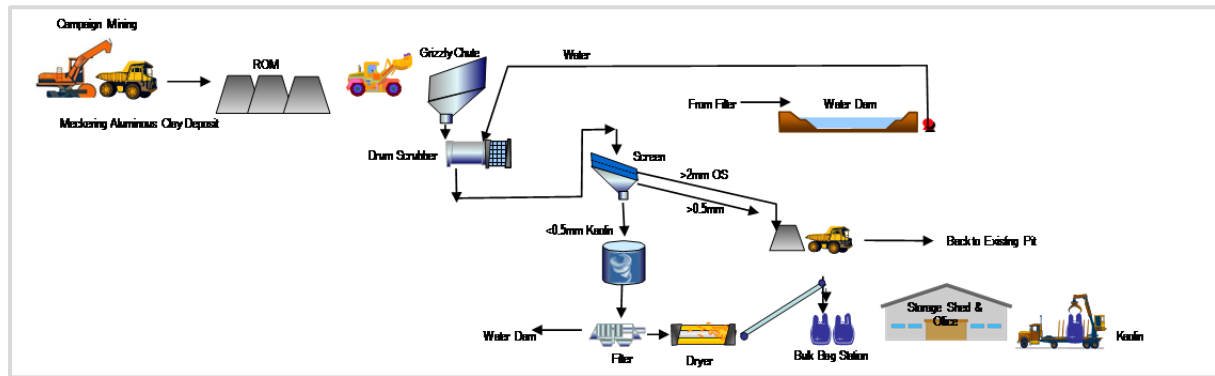 Campaign Mining
ROM
Grizzly Chute
Water
From Filter
Water Dam
Meckering Aluminous Clay Deposit
Drum Scrubber
Screen
>2mm OS
>0.5mm
<0.5mm Kaolin
Back to Existing Pit
Storage Shed &
Office
Water Dam
Filter
Dryer
Bulk Bag Station
Kaolin